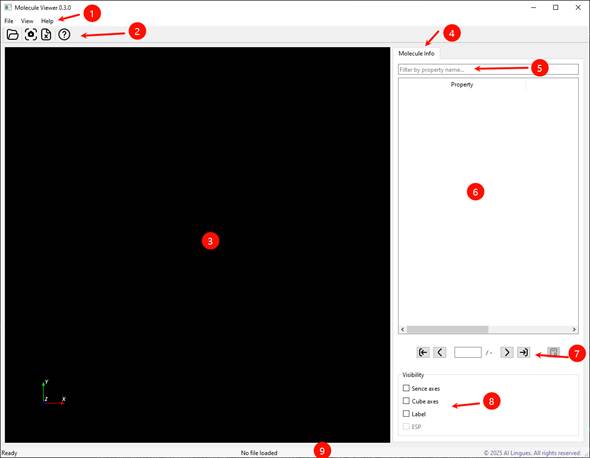 Molecule Viewer 0.3.0
File View Help
1
2
4
Molecule Info
Filter by property name...
5
Property
6
3
/ -
7
Visibility
Sence axes
Cube axes
Label
ESP
8
Y
Z X
Ready
No file loaded
9
© 2025 AI Lingues. All rights reserved.